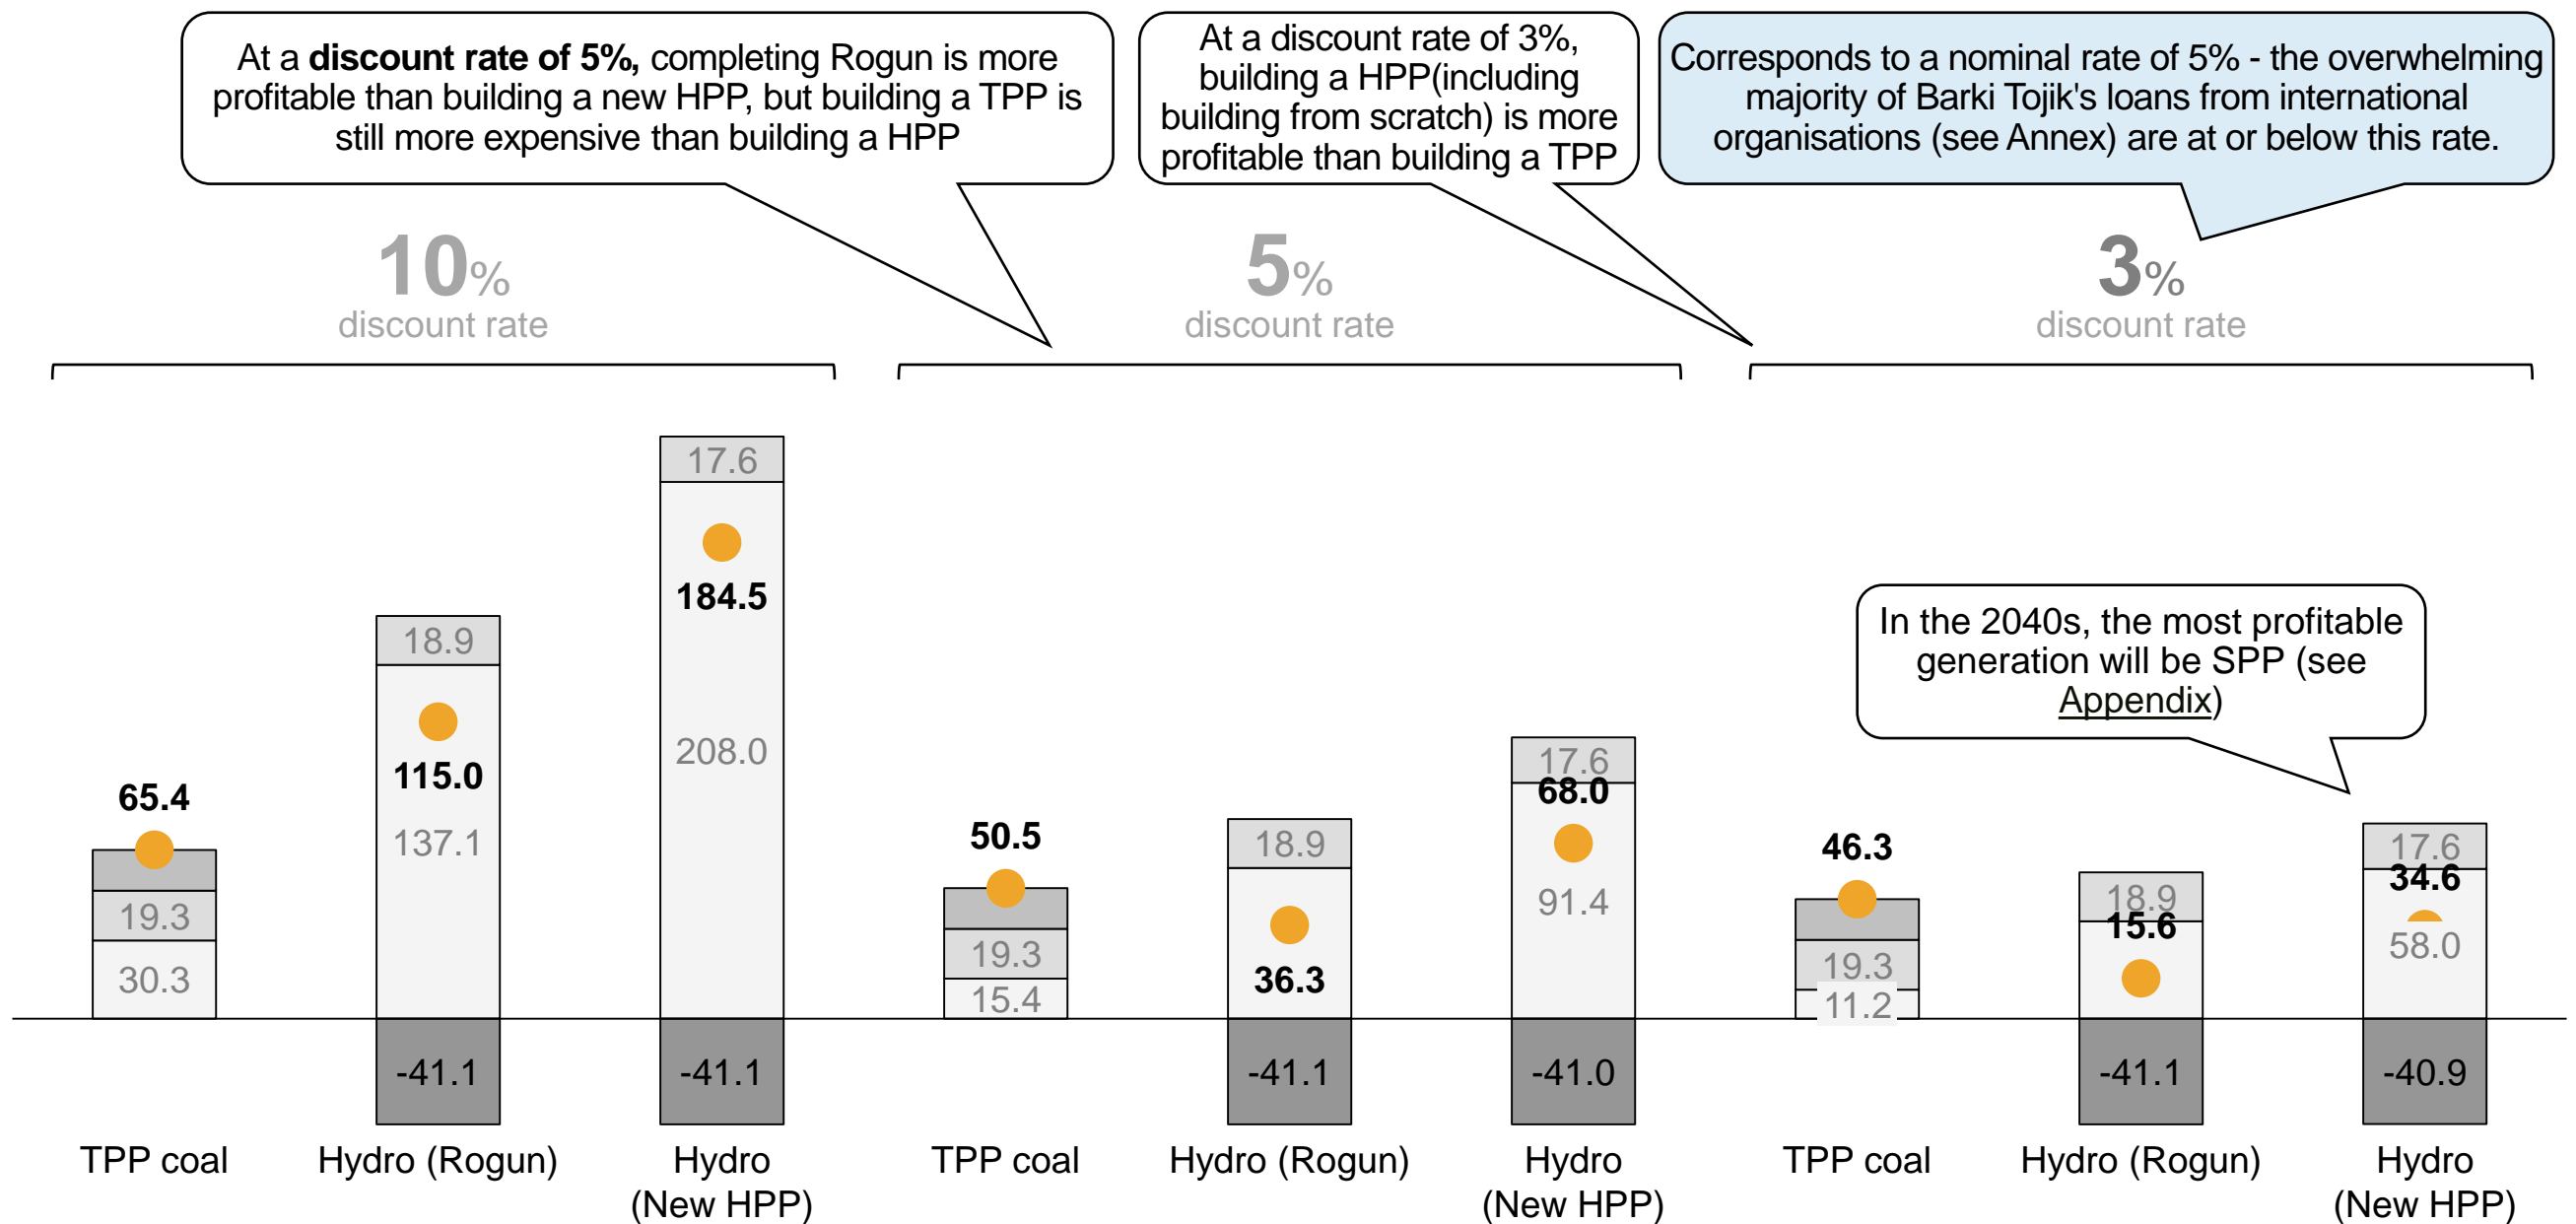 At a discount rate of 5%, completing Rogun is more
profitable than building a new HPP, but building a TPP is
still more expensive than building a HPP
At a discount rate of 3%,
building a HPP(including
building from scratch) is more
profitable than building a TPP
Corresponds to a nominal rate of 5% - the overwhelming
majority of Barki Tojik's loans from international
organisations (see Annex) are at or below this rate.
10%
discount rate
5%
discount rate
3%
discount rate
In the 2040s, the most profitable
generation will be SPP (see
Appendix)
65.4
19.3
30.3
18.9
115.0
137.1
-41.1
17.6
184.5
208.0
-41.1
50.5
19.3
15.4
18.9
36.3
-41.1
17.6
68.0
91.4
-41.0
46.3
19.3
11.2
18.9
15.6
-41.1
17.6
34.6
58.0
-40.9
TPP coal
Hydro (Rogun)
Hydro
(New HPP)
TPP coal
Hydro (Rogun)
Hydro
(New HPP)
TPP coal
Hydro (Rogun)
Hydro
(New HPP)